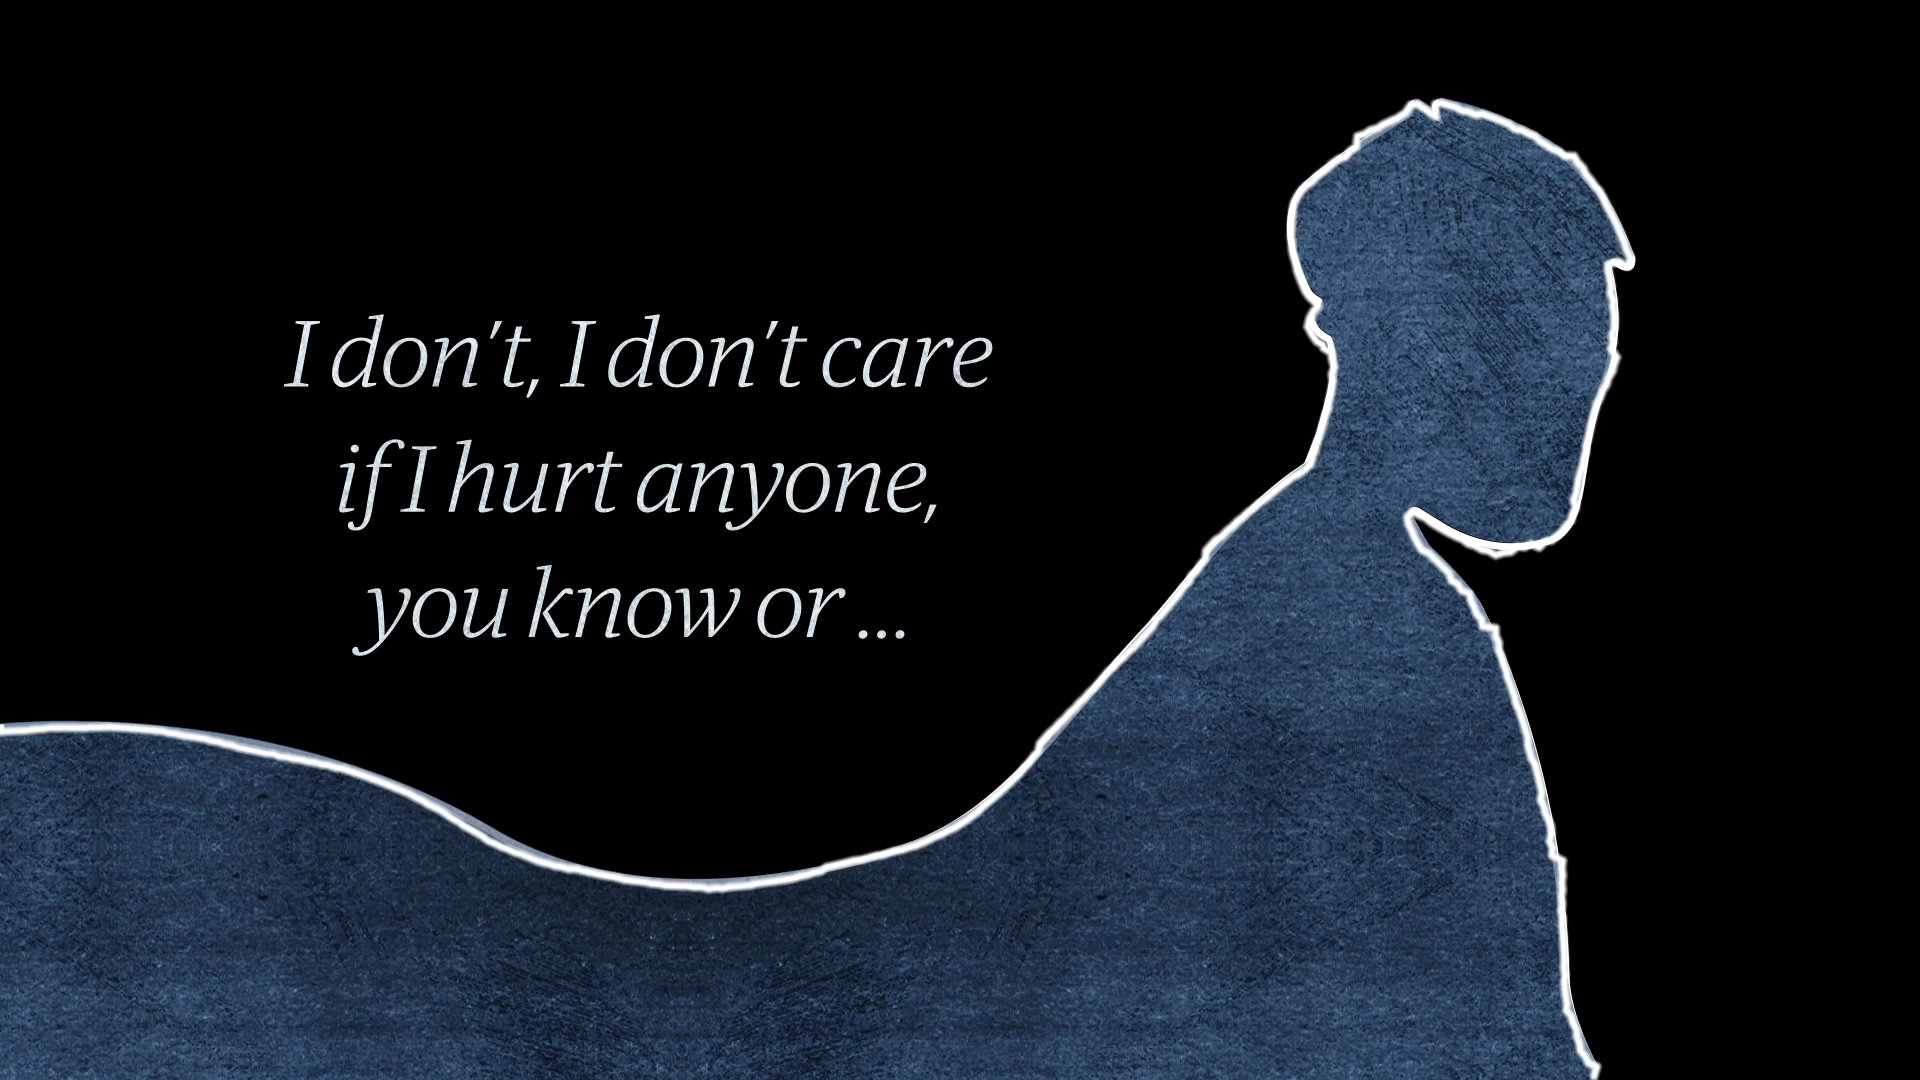 I don't, I don't care
if I hurt anyone,
you know or ...